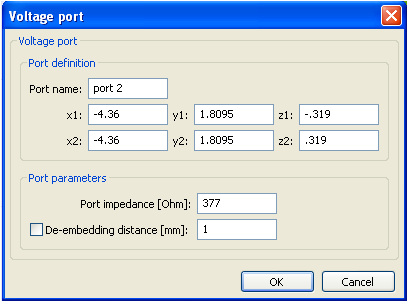 Voltage port
Voltage port
Port definition
Port name: port 2
x1: -4.36 y1: 1.8095 z1: -.319
x2: -4.36 y2: 1.8095 z2: .319
Port parameters
Port impedance [Ohm]: 377
De-embedding distance [mm]: 1
OK Cancel